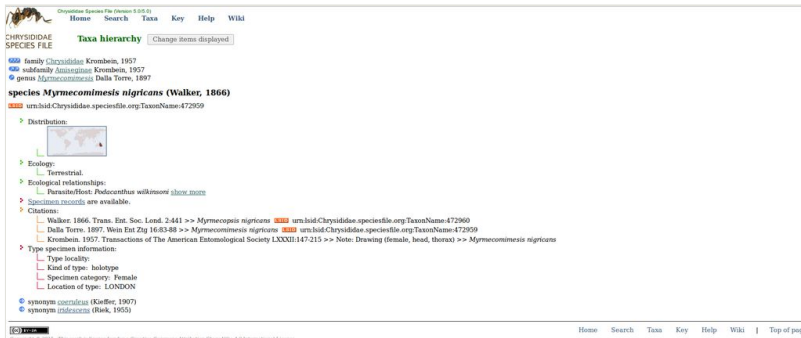 Chrysididae Species File (Version 5.0/5.0)
Home Search Taxa Key Help Wiki
CHRYSIDIDAE
SPECIES FILE
Taxa hierarchy Change items displayed
family Chrysididae Krombein, 1957
subfamily Amiseginae Krombein, 1957
genus Myrmecomimesis Dalla Torre, 1897
species Myrmecomimesis nigricans (Walker, 1866)
urn:lsid:Chrysididae.speciesfile.org:TaxonName:472959
Distribution:
Ecology:
Terrestrial.
Ecological relationships:
Parasite/Host: Podacanthus wilkinsoni show more
Specimen records are available.
Citations:
Walker. 1866. Trans. Ent. Soc. Lond. 2:441 >> Myrmecopsis nigricans LSID urn:lsid:Chrysididae.speciesfile.org:TaxonName:472960
Dalla Torre. 1897. Wein Ent Ztg 16:83-88 >> Myrmecomimesis nigricans LSID urn:lsid:Chrysididae.speciesfile.org:TaxonName:472959
Krombein. 1957. Transactions of The American Entomological Society LXXXII:147-215 >> Note: Drawing (female, head, thorax) >> Myrmecomimesis nigricans
Type specimen information:
Type locality:
Kind of type: holotype
Specimen category: Female
Location of type: LONDON
synonym coeruleus (Kieffer, 1907)
synonym iridescens (Riek, 1955)
Home Search Taxa Key Help Wiki | Top of pag